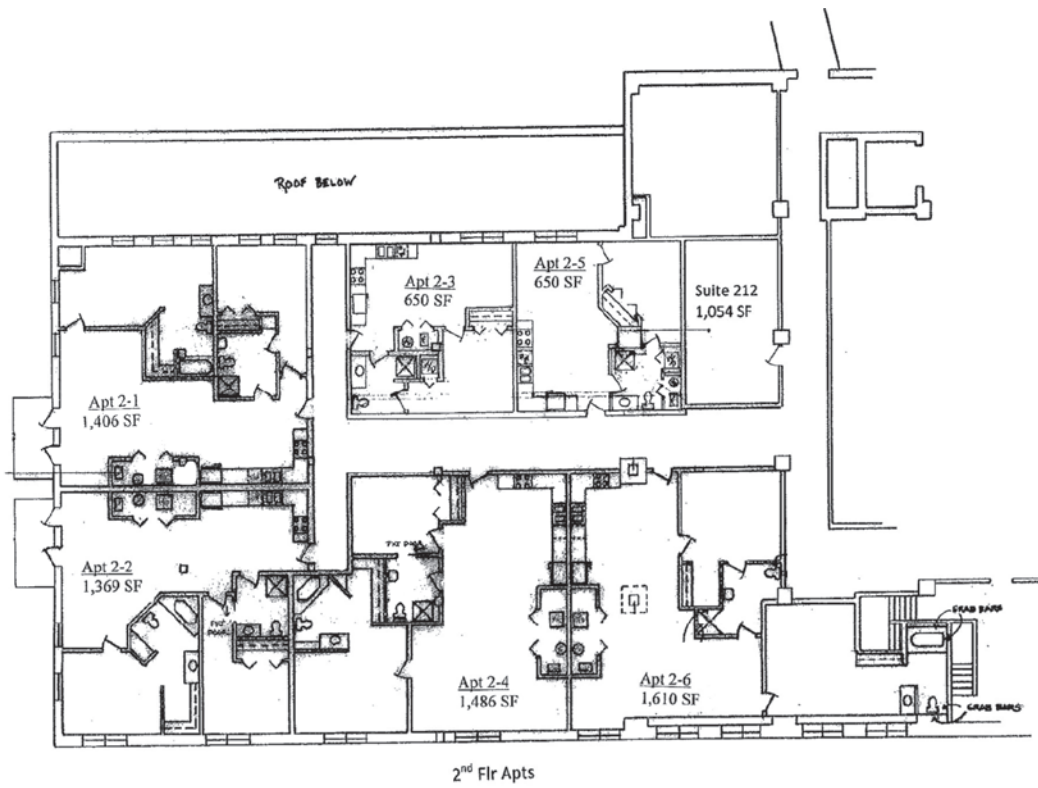 ROOF BELOW
Apt 2-3
650 SF
Apt 2-5
650 SF
Suite 212
1,054 SF
Apt 2-1
1,406 SF
Apt 2-2
1,369 SF
Apt 2-4
1,486 SF
Apt 2-6
1,610 SF
GRAB BARS
GRAB BARS
2nd Flr Apts